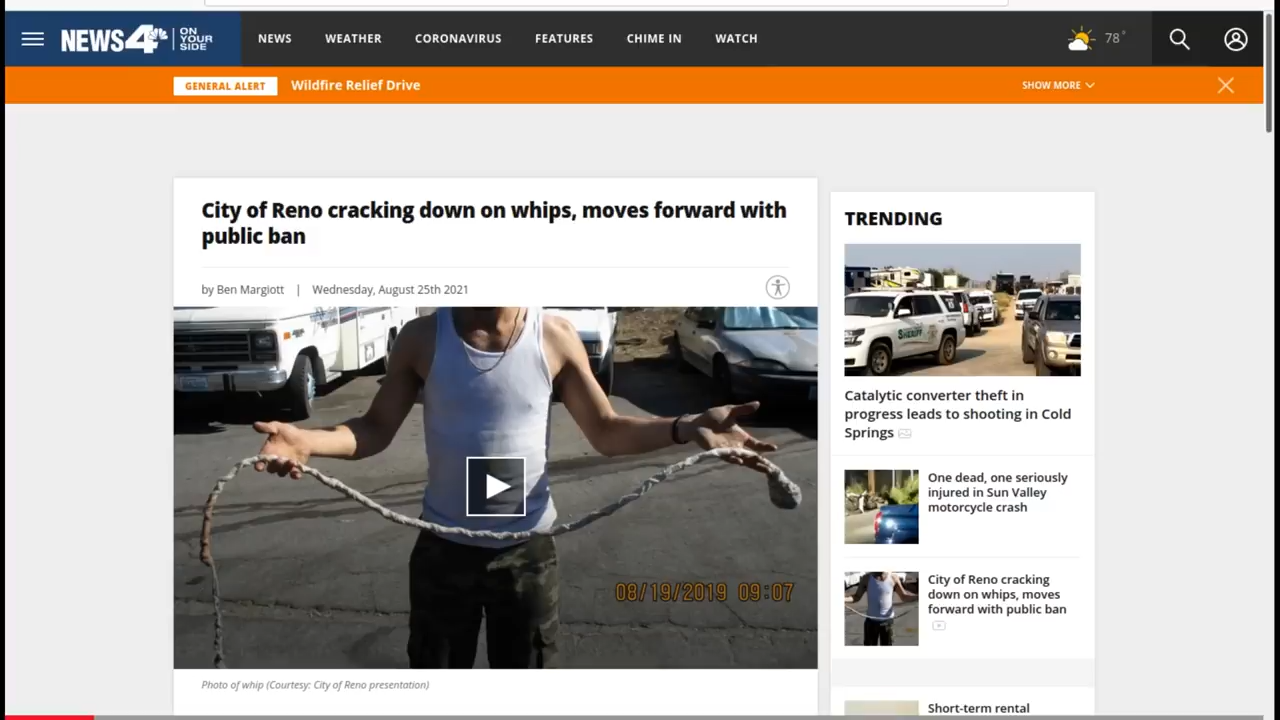 NEWS 4 ON YOUR SIDE
NEWS WEATHER CORONAVIRUS FEATURES CHIME IN WATCH
78°
GENERAL ALERT Wildfire Relief Drive SHOW MORE
City of Reno cracking down on whips, moves forward with
public ban
by Ben Margiott | Wednesday, August 25th 2021
08/19/2019 09:07
Photo of whip (Courtesy: City of Reno presentation)
TRENDING
SHERIFF
Catalytic converter theft in
progress leads to shooting in Cold
Springs
One dead, one seriously
injured in Sun Valley
motorcycle crash
City of Reno cracking
down on whips, moves
forward with public ban
Short-term rental